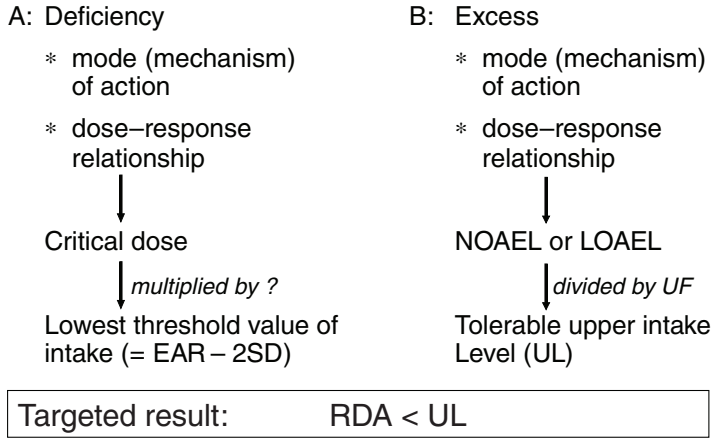 A: Deficiency
* mode (mechanism)
of action
* dose–response
relationship
Critical dose
multiplied by ?
Lowest threshold value of
intake (= EAR – 2SD)
B: Excess
* mode (mechanism)
of action
* dose–response
relationship
NOAEL or LOAEL
divided by UF
Tolerable upper intake
Level (UL)
Targeted result: RDA < UL